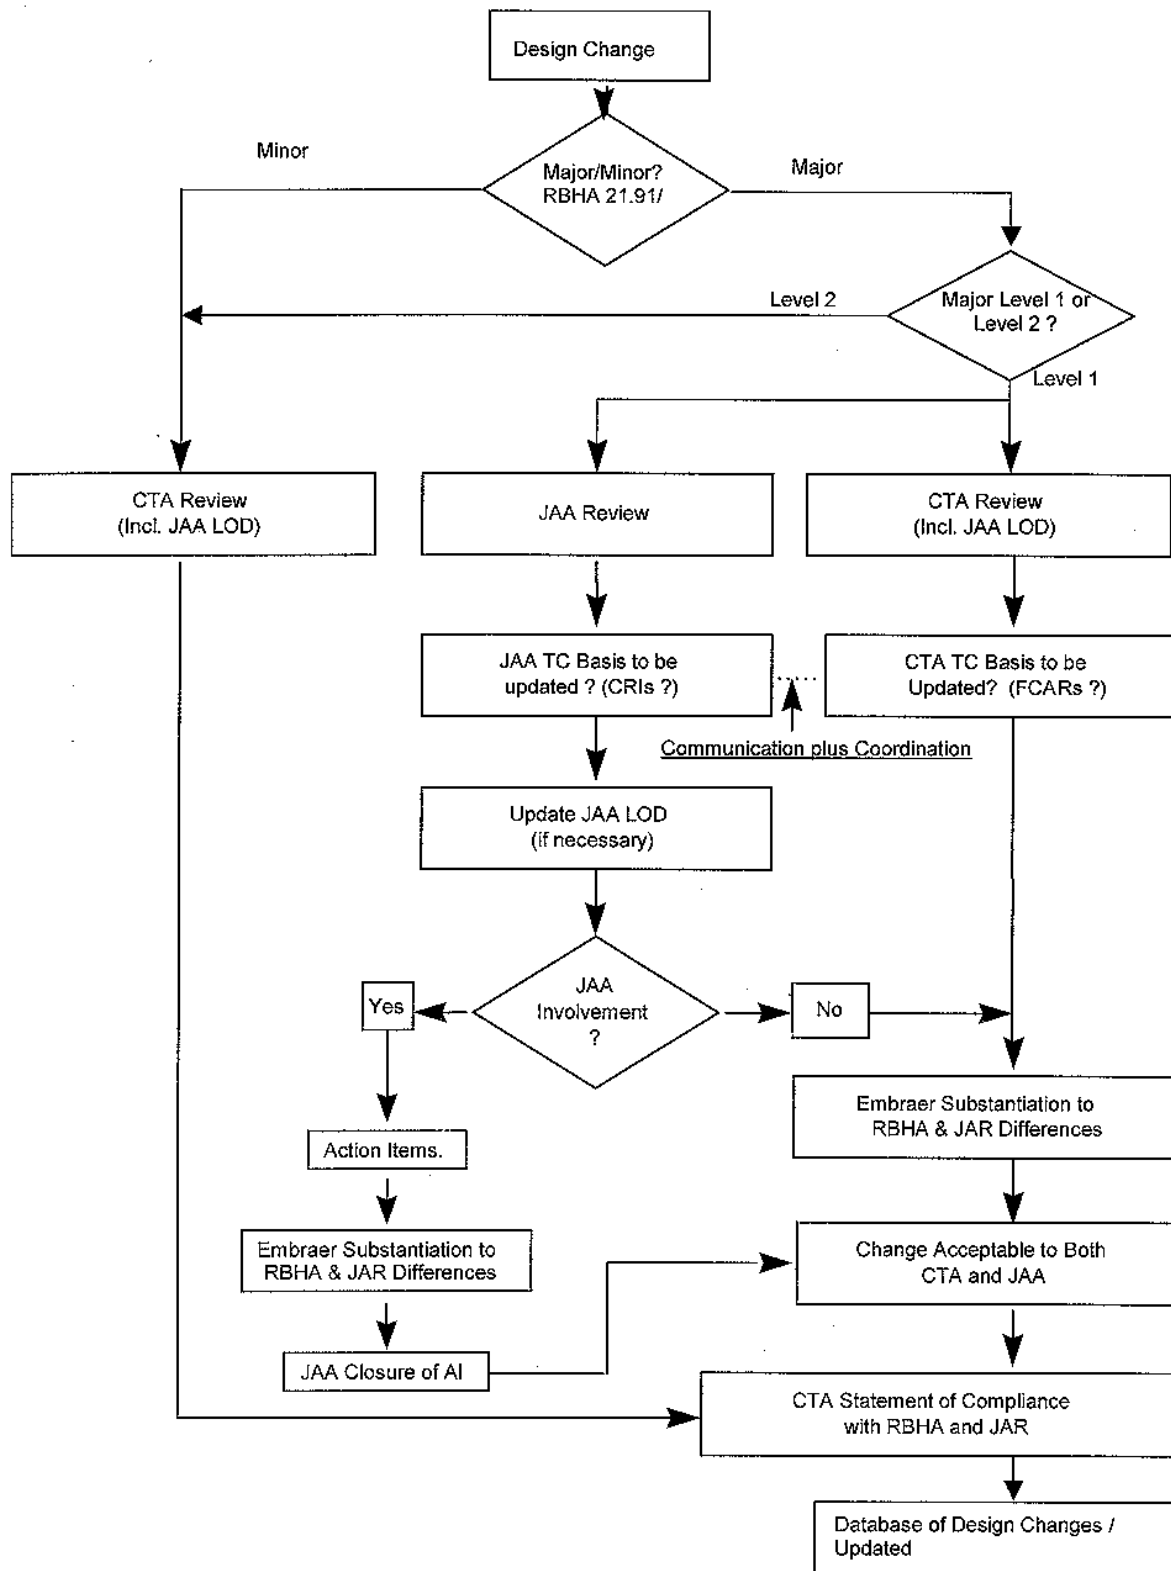 Design Change
Minor
Major/Minor?
RBHA 21.91/
Major
Level 2
Major Level 1 or
Level 2 ?
Level 1
CTA Review
(Incl. JAA LOD)
JAA Review
CTA Review
(Incl. JAA LOD)
JAA TC Basis to be
updated ? (CRIs ?)
CTA TC Basis to be
Updated? (FCARs ?)
Communication plus Coordination
Update JAA LOD
(if necessary)
JAA
Involvement
?
Yes
No
Embraer Substantiation to
RBHA & JAR Differences
Action Items.
Embraer Substantiation to
RBHA & JAR Differences
Change Acceptable to Both
CTA and JAA
JAA Closure of AI
CTA Statement of Compliance
with RBHA and JAR
Database of Design Changes /
Updated